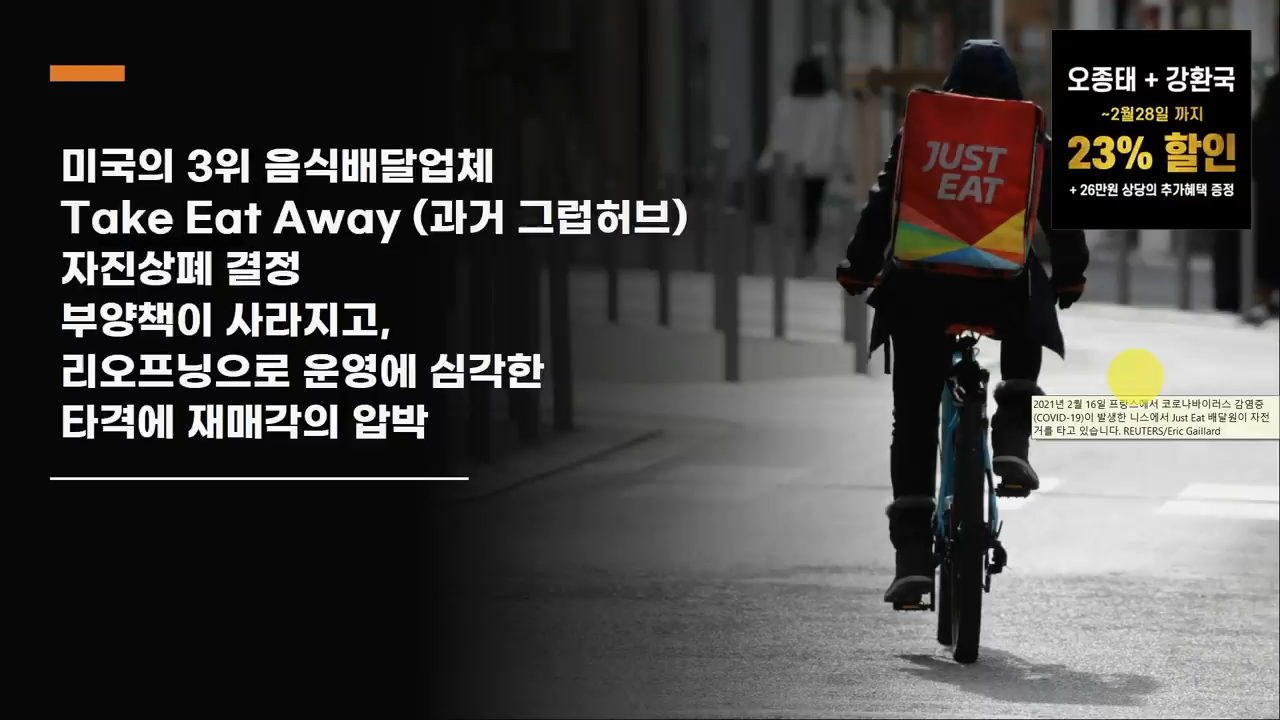 미국의 3위 음식배달업체
Take Eat Away (과거 그럽허브)
자진상폐 결정
부양책이 사라지고,
리오프닝으로 운영에 심각한
타격에 재매각의 압박
JUST
EAT
오종태 + 강환국
~2월28일 까지
23% 할인
+ 26만원 상당의 추가혜택 증정
2021년 2월 16일 프랑스에서 코로나바이러스 감염증
(COVID-19)이 발생한 니스에서 Just Eat 배달원이 자전
거를 타고 있습니다. REUTERS/Eric Gaillard